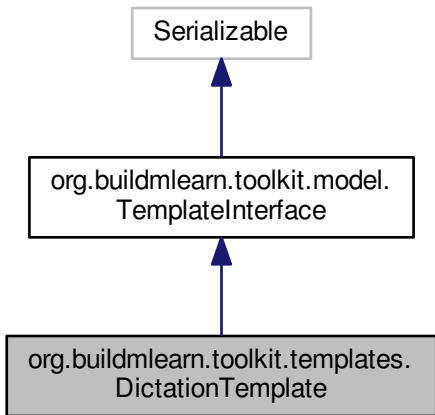 Serializable
org.buildmlearn.toolkit.model.
TemplateInterface
org.buildmlearn.toolkit.templates.
DictationTemplate